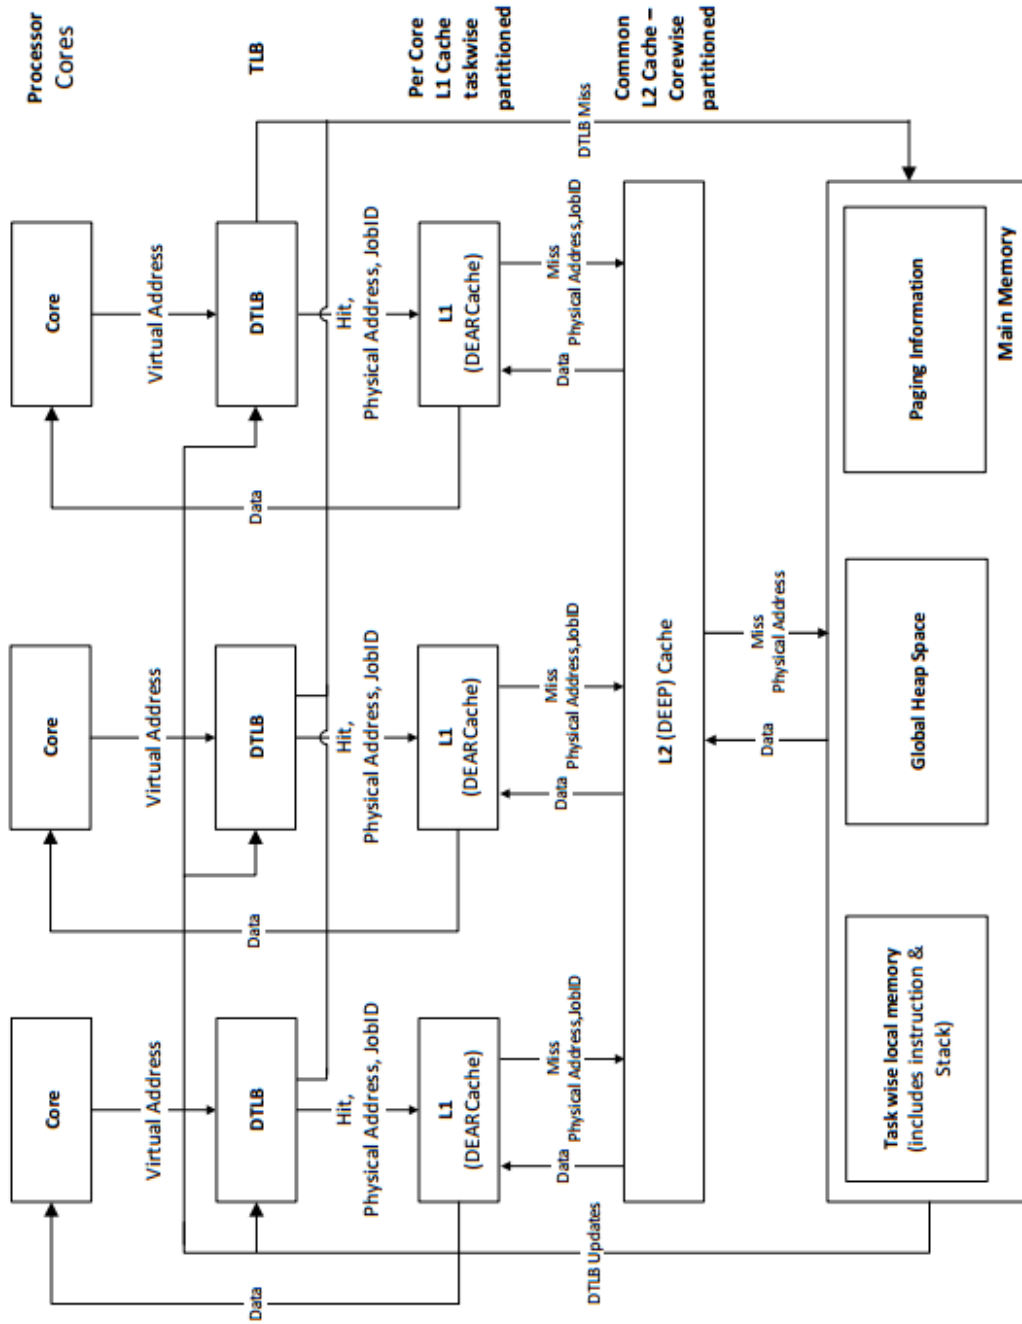 Core
Core
Core
Processor
Cores
Virtual Address
Virtual Address
Virtual Address
Data
Data
Data
DTLB
DTLB
DTLB
TLB
Hit,
Physical Address, JobID
Hit,
Physical Address, JobID
Hit,
Physical Address, JobID
L1
(DEARCache)
L1
(DEARCache)
L1
(DEARCache)
Per Core
L1 Cache
taskwise
partitioned
Data
Miss
Physical Address,JobID
Data
Miss
Physical Address,JobID
Data
Miss
Physical Address,JobID
DTLB Updates
DTLB Miss
L2 (DEEP) Cache
Common
L2 Cache –
Corewise
partitioned
Data
Miss
Physical Address
Task wise local memory
(includes instruction &
Stack)
Global Heap Space
Paging Information
Main Memory